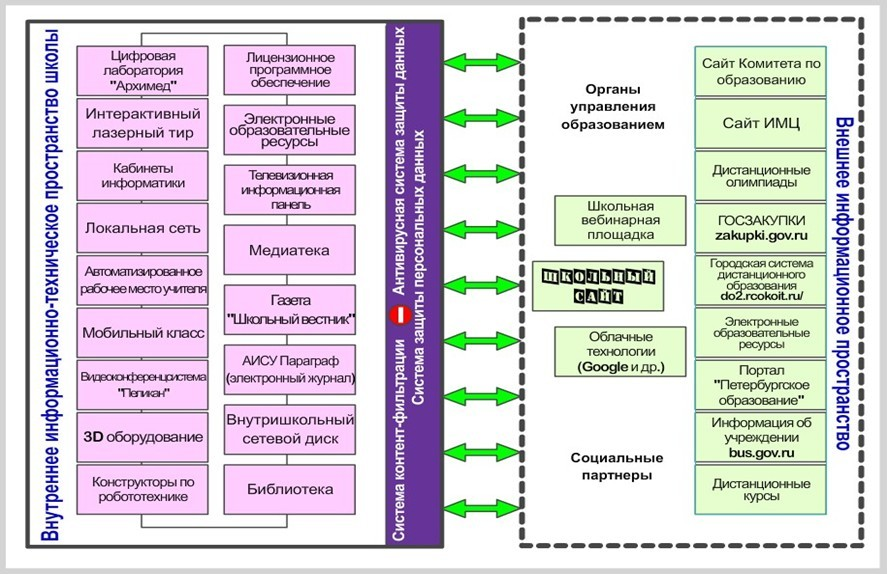 Внутреннее информационно-техническое пространство школы
Цифровая
лаборатория
"Архимед"
Интерактивный
лазерный тир
Кабинеты
информатики
Локальная сеть
Автоматизированное
рабочее место учителя
Мобильный класс
Видеоконференцсистема
"Пеликан"
3D оборудование
Конструкторы по
робототехнике
Лицензионное
программное
обеспечение
Электронные
образовательные
ресурсы
Телевизионная
информационная
панель
Медиатека
Газета
"Школьный вестник"
АИСУ Параграф
(электронный журнал)
Внутришкольный
сетевой диск
Библиотека
Система контент-фильтрации
Антивирусная система защиты данных
Система защиты персональных данных
Органы
управления
образованием
Школьная
вебинарная
площадка
ШКОЛЬНЫЙ
САЙТ
Облачные
технологии
(Google и др.)
Социальные
партнеры
Сайт Комитета по
образованию
Сайт ИМЦ
Дистанционные
олимпиады
ГОСЗАКУПКИ
zakupki.gov.ru
Городская система
дистанционного
образования
do2.rcokoit.ru/
Электронные
образовательные
ресурсы
Портал
"Петербургское
образование"
Информация об
учреждении
bus.gov.ru
Дистанционные
курсы
Внешнее информационное пространство